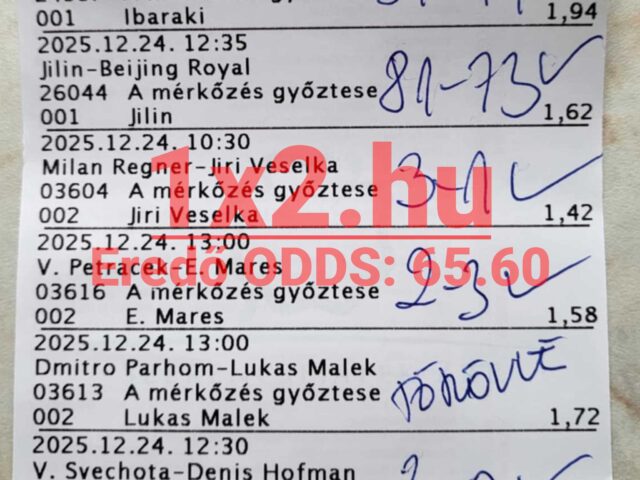 001 Ibaraki 1,94
2025.12.24. 12:35
Jilin-Beijing Royal
26044 A mérkőzés győztese 81-73
001 Jilin 1,62
2025.12.24. 10:30
Milan Regner-Jiri Veselka
03604 A mérkőzés győztese 3-1
002 Jiri Veselka 1,42
1x2.hu
Eredő ODDS: 65.60
2025.12.24. 13:00
V. Petracek-E. Mares
03616 A mérkőzés győztese 2-3
002 E. Mares 1,58
2025.12.24. 13:00
Dmitro Parhom-Lukas Malek
03613 A mérkőzés győztese
002 Lukas Malek 1,72
2025.12.24. 12:30
V. Svechota-Denis Hofman